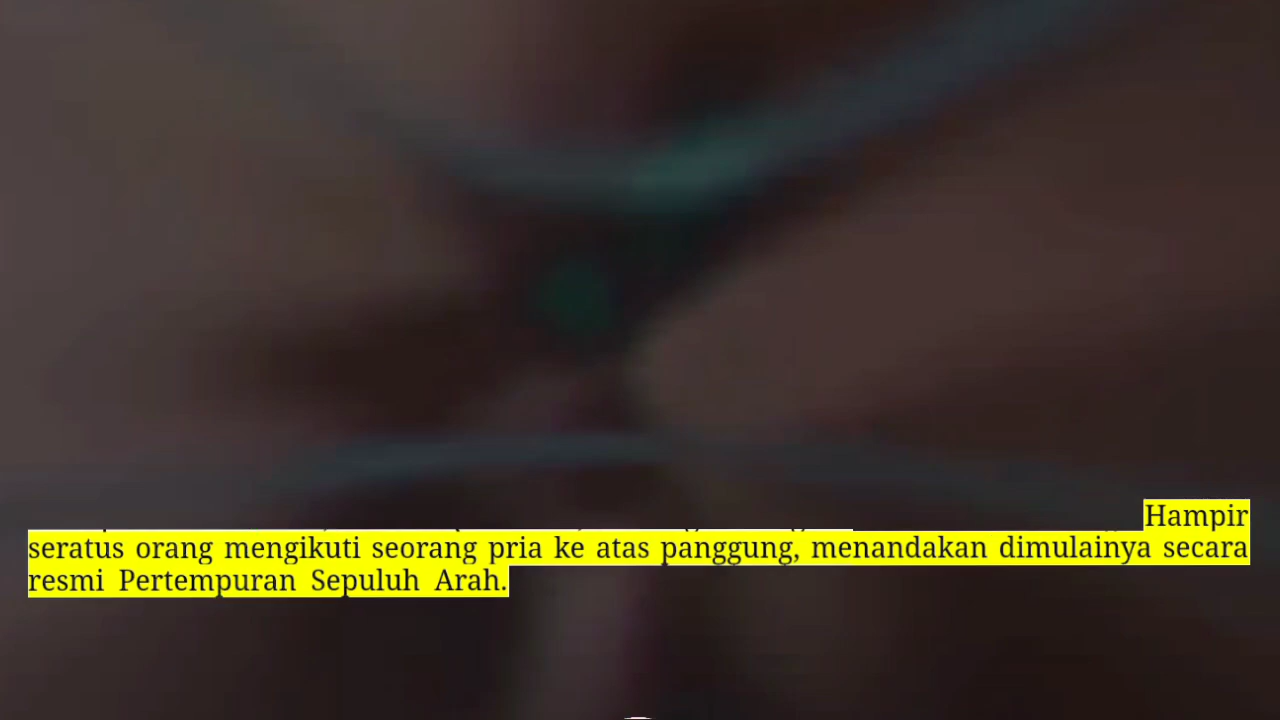 Hampir
seratus orang mengikuti seorang pria ke atas panggung, menandakan dimulainya secara
resmi Pertempuran Sepuluh Arah.